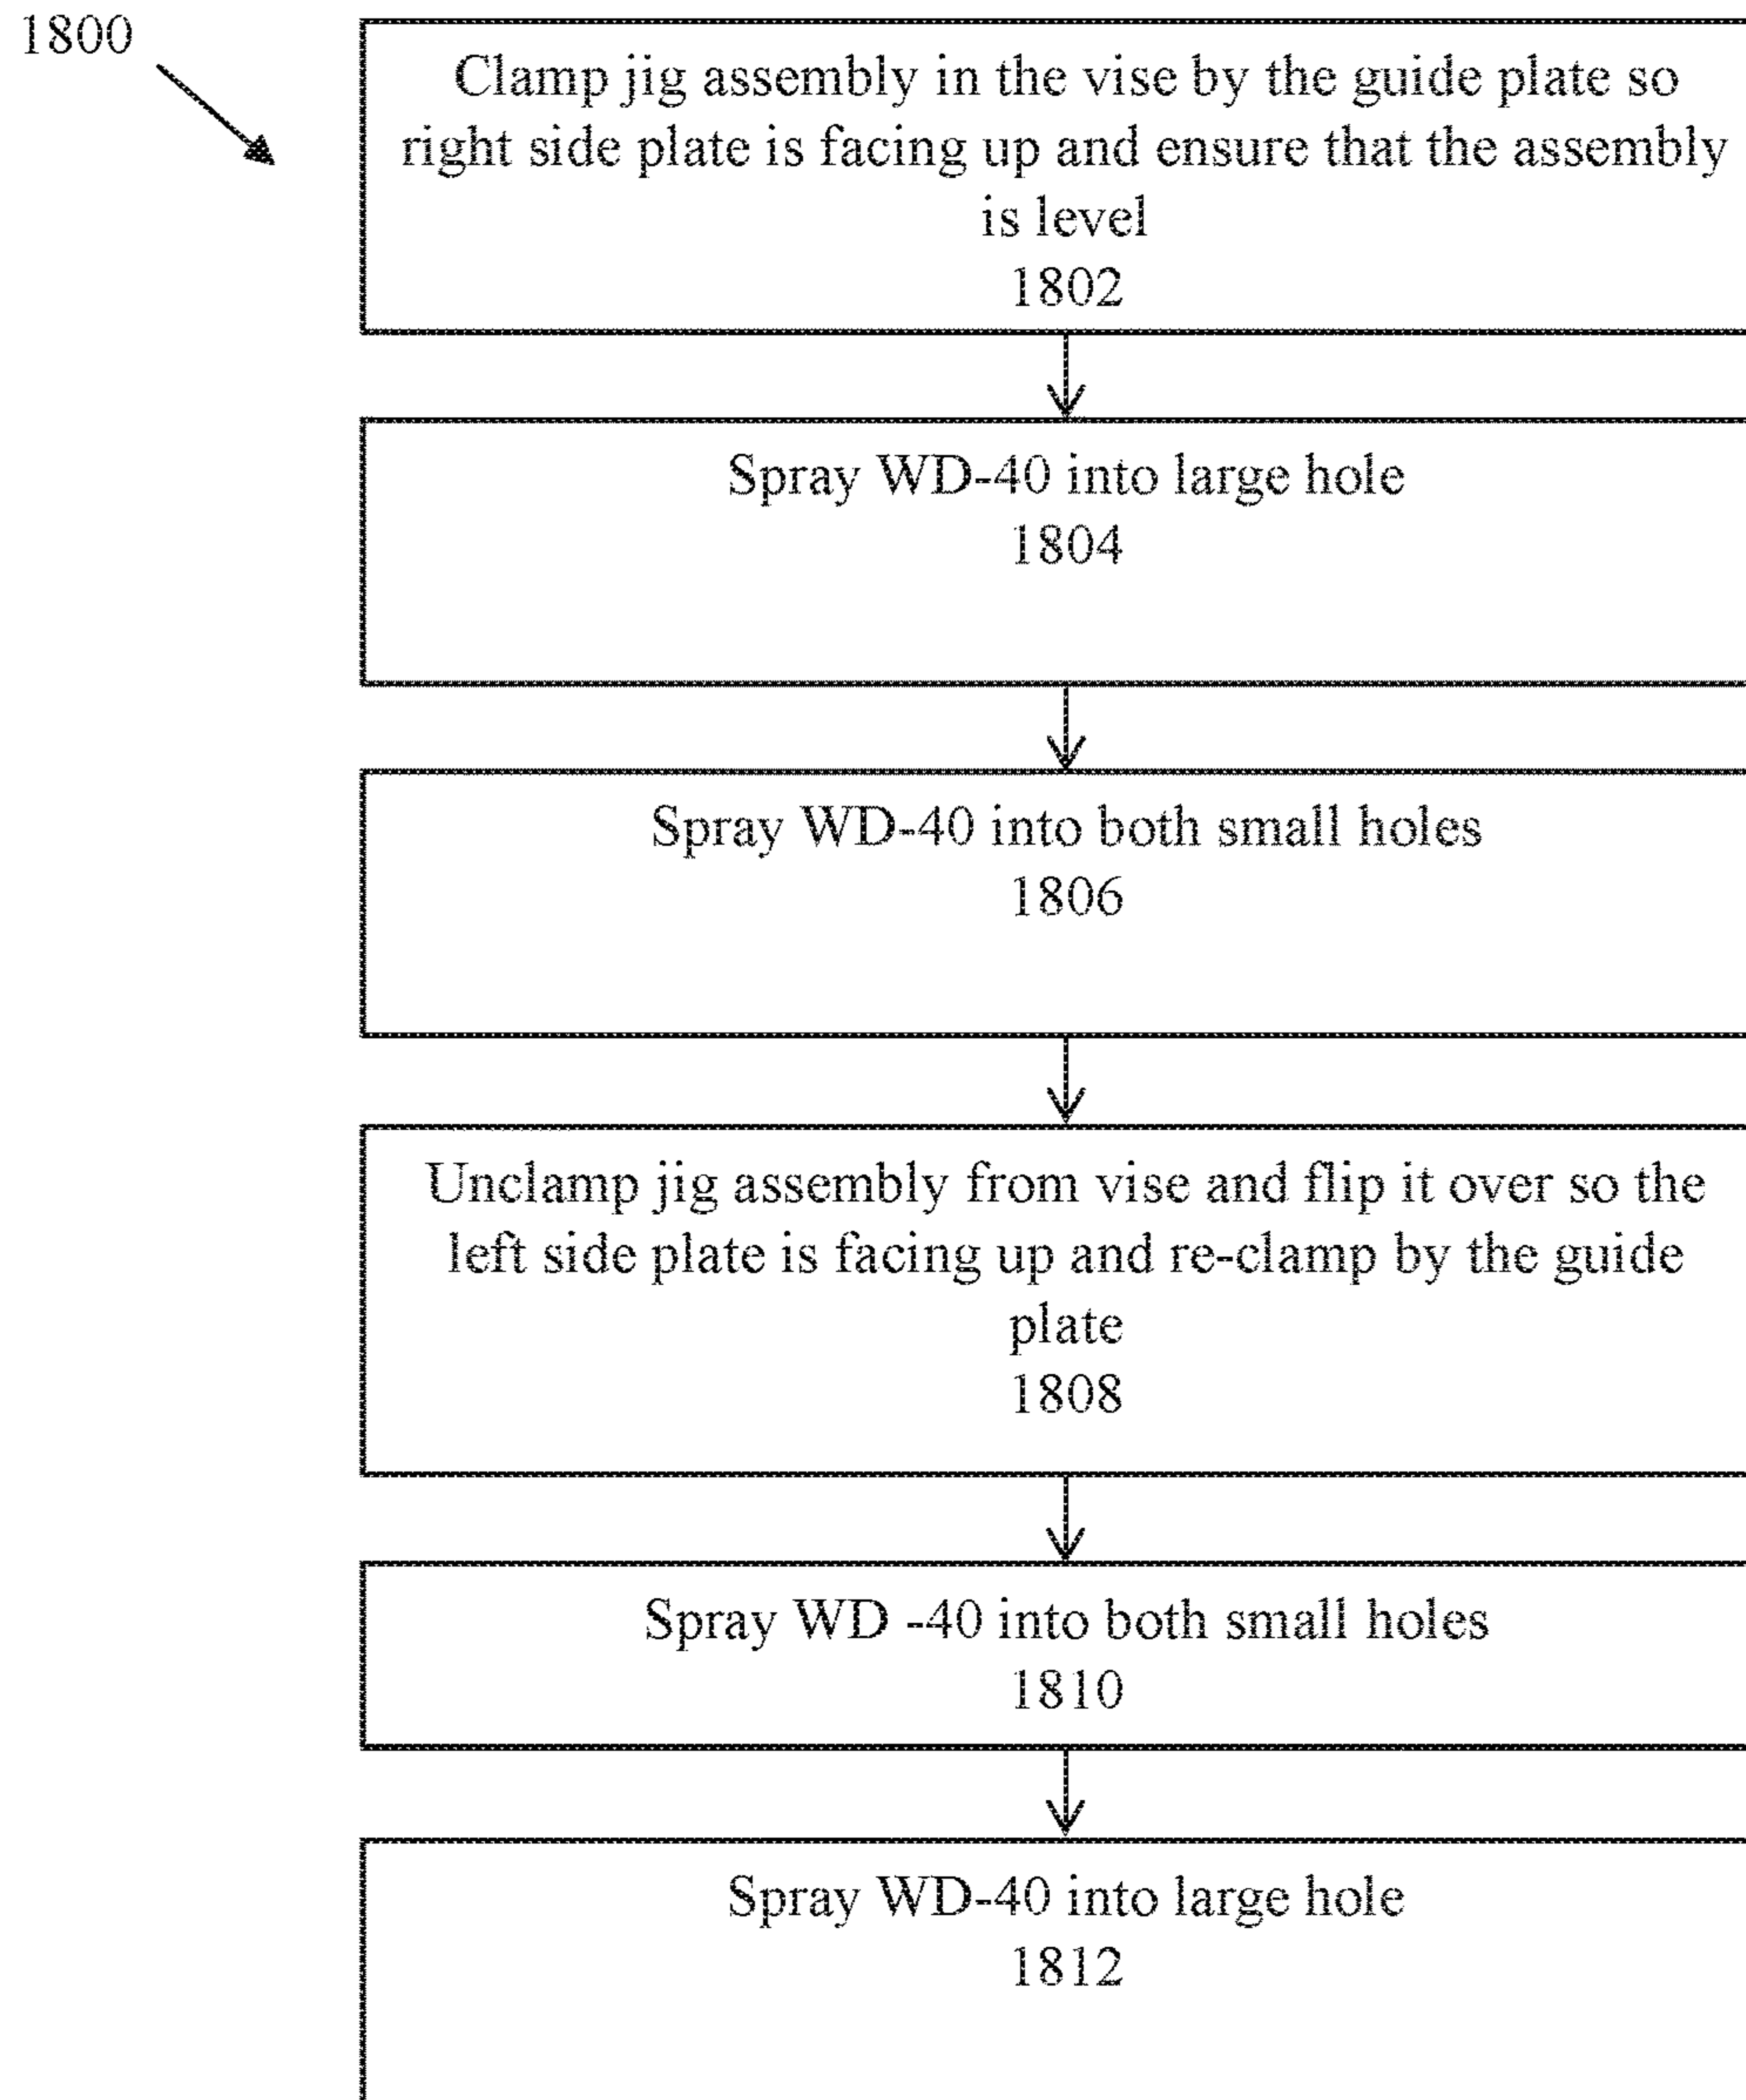 1800
Clamp jig assembly in the vise by the guide plate so
right side plate is facing up and ensure that the assembly
is level
1802
Spray WD-40 into large hole
1804
Spray WD-40 into both small holes
1806
Unclamp jig assembly from vise and flip it over so the
left side plate is facing up and re-clamp by the guide
plate
1808
Spray WD -40 into both small holes
1810
Spray WD-40 into large hole
1812